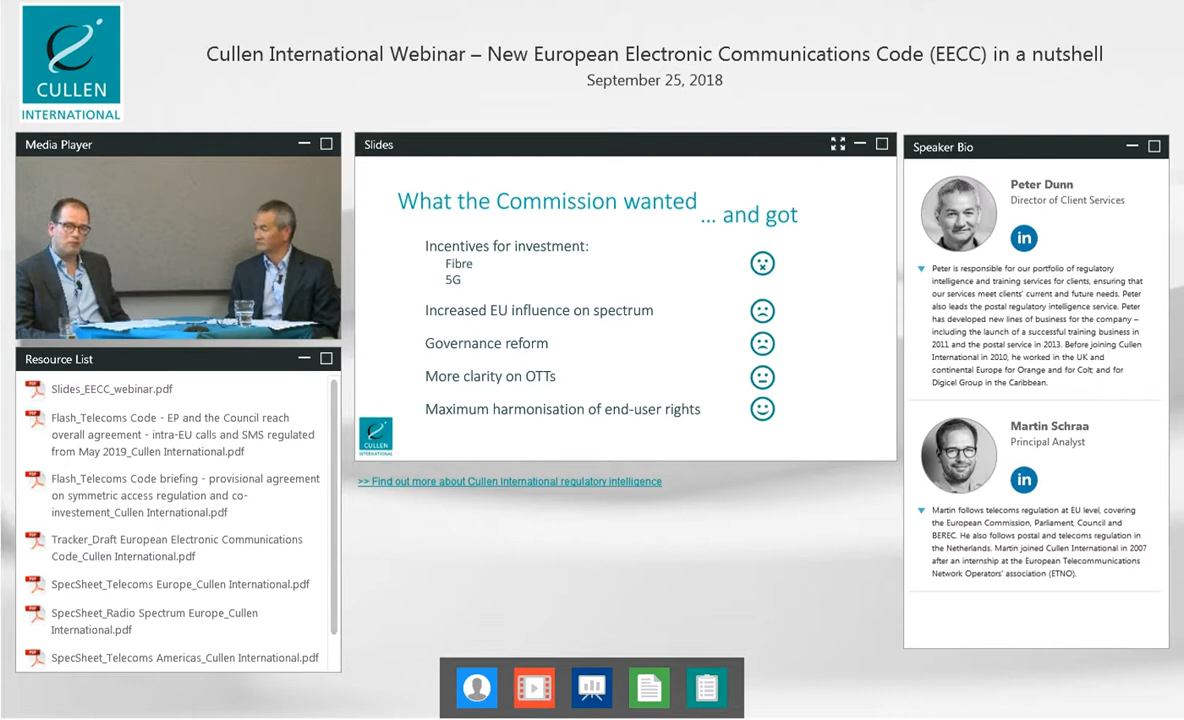 CULLEN
INTERNATIONAL
Cullen International Webinar – New European Electronic Communications Code (EECC) in a nutshell
September 25, 2018
Media Player
Resource List
Slides_EECC_webinar.pdf
Flash_Telecoms Code - EP and the Council reach
overall agreement - intra-EU calls and SMS regulated
from May 2019_Cullen International.pdf
Flash_Telecoms Code briefing - provisional agreement
on symmetric access regulation and co-
investement_Cullen International.pdf
Tracker_Draft European Electronic Communications
Code_Cullen International.pdf
SpecSheet_Telecoms Europe_Cullen International.pdf
SpecSheet_Radio Spectrum Europe_Cullen
International.pdf
SpecSheet_Telecoms Americas_Cullen International.pdf
Slides
What the Commission wanted
... and got
Incentives for investment:
Fibre
5G
Increased EU influence on spectrum
Governance reform
More clarity on OTTs
Maximum harmonisation of end-user rights
CULLEN
INTERNATIONAL
>> Find out more about Cullen International regulatory intelligence
Speaker Bio
Peter Dunn
Director of Client Services
in
Peter is responsible for our portfolio of regulatory
intelligence and training services for clients, ensuring that
our services meet clients' current and future needs. Peter
also leads the postal regulatory intelligence service. Peter
has developed new lines of business for the company –
including the launch of a successful training business in
2011 and the postal service in 2013. Before joining Cullen
International in 2010, he worked in the UK and
continental Europe for Orange and for Colt; and for
Digicel Group in the Caribbean.
Martin Schraa
Principal Analyst
in
Martin follows telecoms regulation at EU level, covering
the European Commission, Parliament, Council and
BEREC. He also follows postal and telecoms regulation in
the Netherlands. Martin joined Cullen International in 2007
after an internship at the European Telecommunications
Network Operators' association (ETNO).